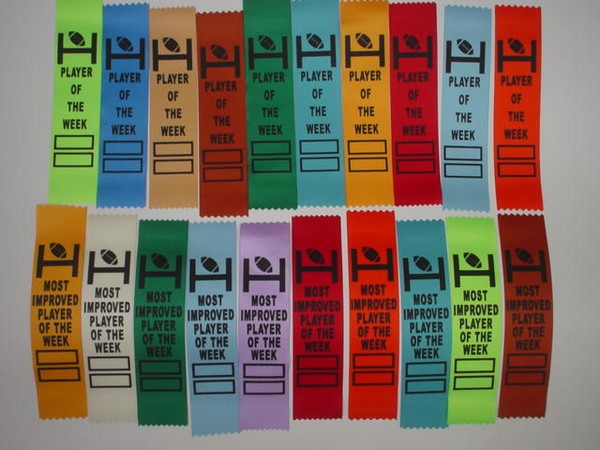 PLAYER
OF
THE
WEEK
PLAYER
OF
THE
WEEK
PLAYER
OF
THE
WEEK
PLAYER
OF
THE
WEEK
PLAYER
OF
THE
WEEK
PLAYER
OF
THE
WEEK
PLAYER
OF
THE
WEEK
PLAYER
OF
THE
WEEK
PLAYER
OF
THE
WEEK
PLAYER
OF
THE
WEEK
MOST
IMPROVED
PLAYER
OF THE
WEEK
MOST
IMPROVED
PLAYER
OF THE
WEEK
MOST
IMPROVED
PLAYER
OF THE
WEEK
MOST
IMPROVED
PLAYER
OF THE
WEEK
MOST
IMPROVED
PLAYER
OF THE
WEEK
MOST
IMPROVED
PLAYER
OF THE
WEEK
MOST
IMPROVED
PLAYER
OF THE
WEEK
MOST
IMPROVED
PLAYER
OF THE
WEEK
MOST
IMPROVED
PLAYER
OF THE
WEEK
MOST
IMPROVED
PLAYER
OF THE
WEEK